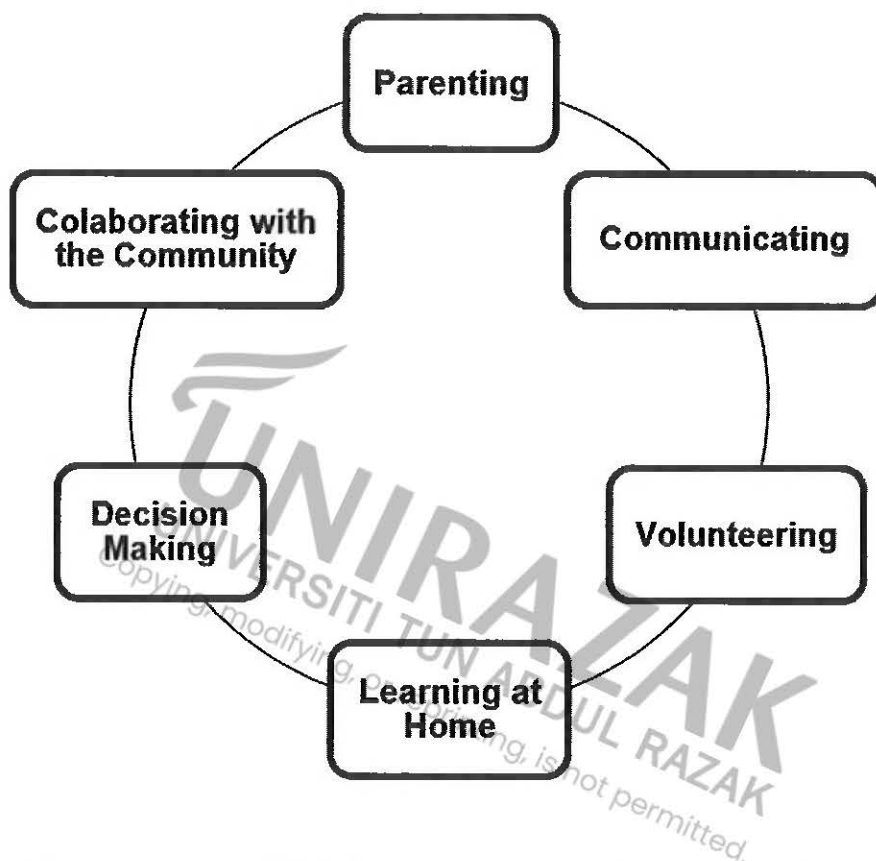 Parenting
Communicating
Volunteering
Learning at
Home
Decision
Making
Colaborating with
the Community
UNIRAZAK
UNIVERSITI TUN ABDUL RAZAK
Copying, modifying, or reprinting, is not permitted.